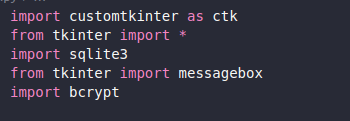 import customtkinter as ctk
from tkinter import *
import sqlite3
from tkinter import messagebox
import bcrypt